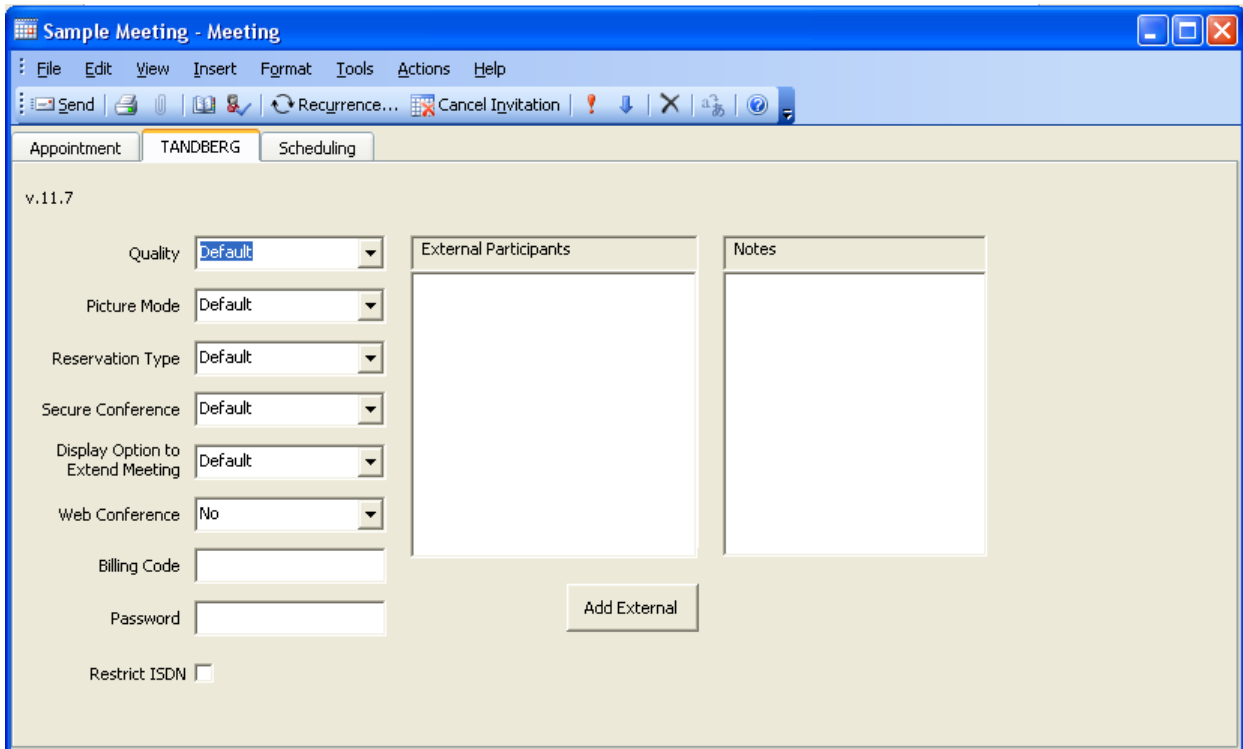 Sample Meeting - Meeting
File Edit View Insert Format Tools Actions Help
Send Recurrence... Cancel Invitation
Appointment TANDBERG Scheduling
v.11.7
Quality Default External Participants Notes
Picture Mode Default
Reservation Type Default
Secure Conference Default
Display Option to
Extend Meeting Default
Web Conference No
Billing Code
Add External
Password
Restrict ISDN